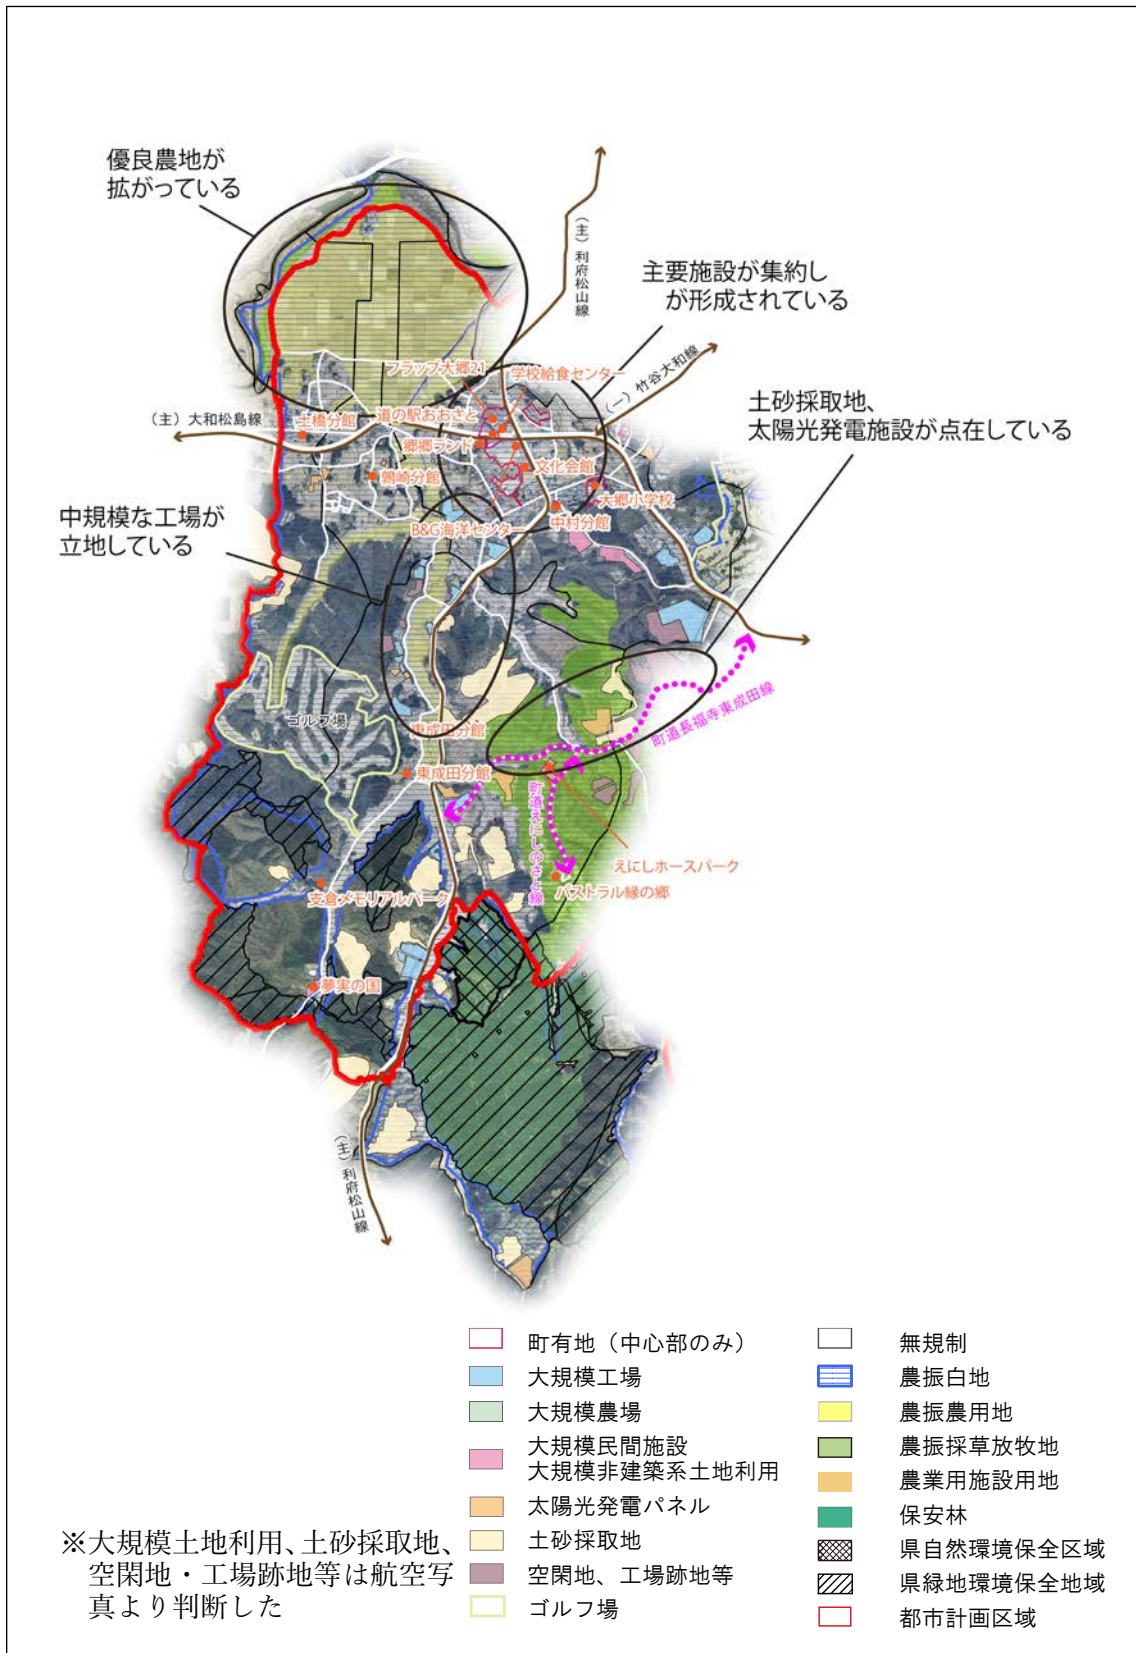 優良農地が
拡がっている
(主)利府松山線
主要施設が集約し
が形成されている
フラップ大郷21
学校給食センター
(一)竹谷大和線
土砂採取地、
太陽光発電施設が点在している
(主)大和松島線
土橋分館
道の駅おおさと
郷郷ランド
文化会館
鶉崎分館
大郷小学校
中規模な工場が
立地している
B&G海洋センター
中村分館
町道長福寺東成田線
ゴルフ場
東成田分館
東成田分館
町道えにしのさと線
えにしホースパーク
パストラル縁の郷
支倉メモリアルパーク
夢実の国
(主)利府松山線
町有地(中心部のみ)
大規模工場
大規模農場
大規模民間施設
大規模非建築系土地利用
太陽光発電パネル
土砂採取地
空閑地、工場跡地等
ゴルフ場
無規制
農振白地
農振農用地
農振採草放牧地
農業用施設用地
保安林
県自然環境保全区域
県緑地環境保全地域
都市計画区域
※大規模土地利用、土砂採取地、
空閑地・工場跡地等は航空写
真より判断した